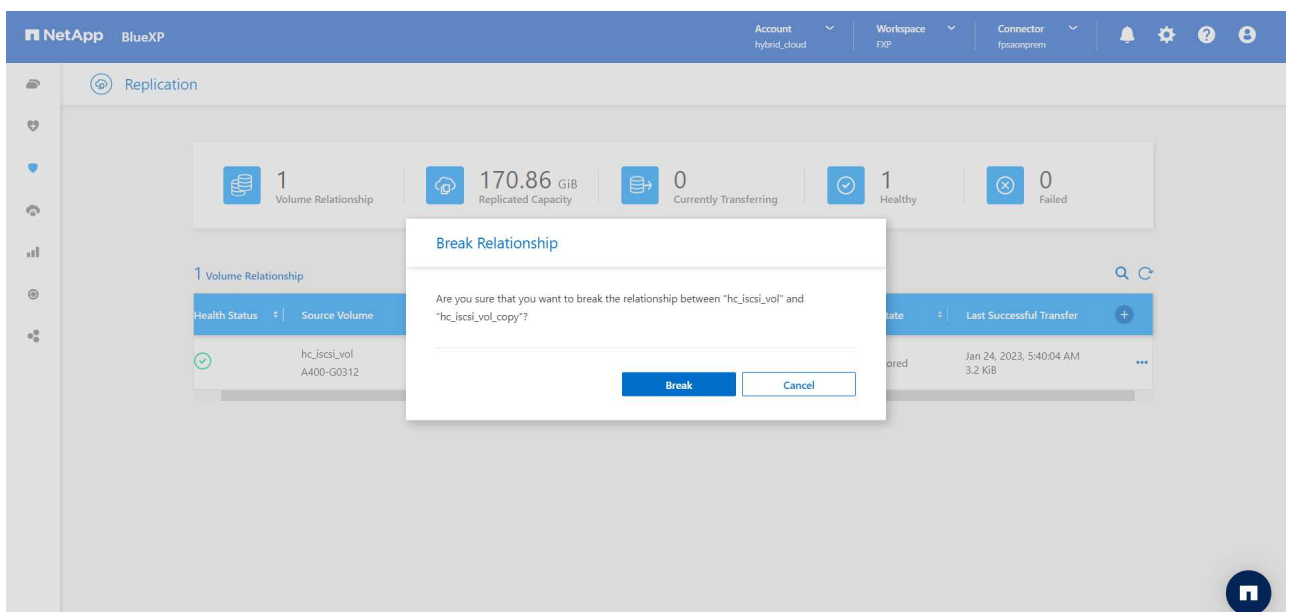 NetApp BlueXP
Account
hybrid_cloud
Workspace
FXP
Connector
fpsaonprem
Replication
1
Volume Relationship
170.86 GiB
Replicated Capacity
0
Currently Transferring
1
Healthy
0
Failed
Break Relationship
Are you sure that you want to break the relationship between "hc_iscsi_vol" and
"hc_iscsi_vol_copy"?
Break
Cancel
1 Volume Relationship
Health Status
Source Volume
tate
Last Successful Transfer
hc_iscsi_vol
A400-G0312
ored
Jan 24, 2023, 5:40:04 AM
3.2 KiB